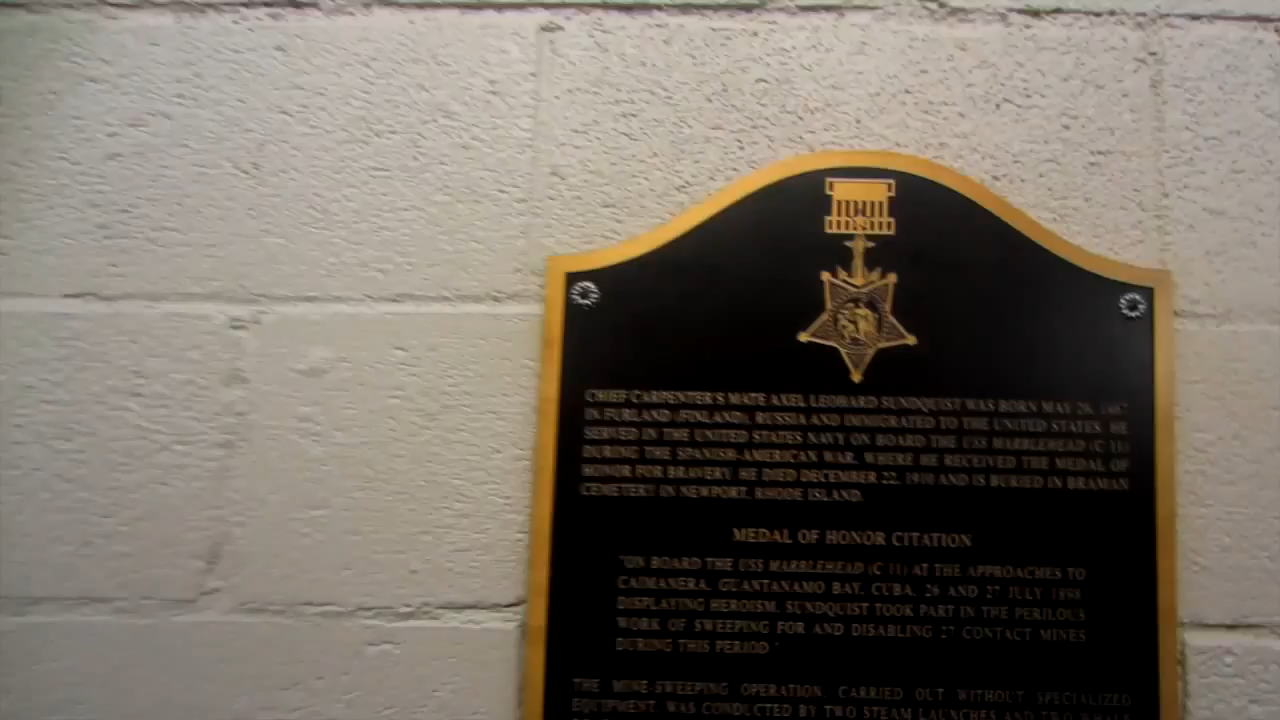 CHIEF CARPENTER'S MATE AXEL LEOPARD SUNDQUIST WAS BORN MAY 26, 1867
IN FURLAND (FINLAND), RUSSIA AND IMMIGRATED TO THE UNITED STATES. HE
SERVED IN THE UNITED STATES NAVY ON BOARD THE USS MARBLEHEAD (C 11)
DURING THE SPANISH-AMERICAN WAR, WHERE HE RECEIVED THE MEDAL OF
HONOR FOR BRAVERY. HE DIED DECEMBER 22, 1910 AND IS BURIED IN BRAMAN
CEMETERY IN NEWPORT, RHODE ISLAND.
MEDAL OF HONOR CITATION
"ON BOARD THE USS MARBLEHEAD (C 11) AT THE APPROACHES TO
CAIMANERA, GUANTANAMO BAY, CUBA, 26 AND 27 JULY 1898.
DISPLAYING HEROISM, SUNDQUIST TOOK PART IN THE PERILOUS
WORK OF SWEEPING FOR AND DISABLING 27 CONTACT MINES
DURING THIS PERIOD."
THE MINE-SWEEPING OPERATION, CARRIED OUT WITHOUT SPECIALIZED
EQUIPMENT, WAS CONDUCTED BY TWO STEAM LAUNCHES AND TWO